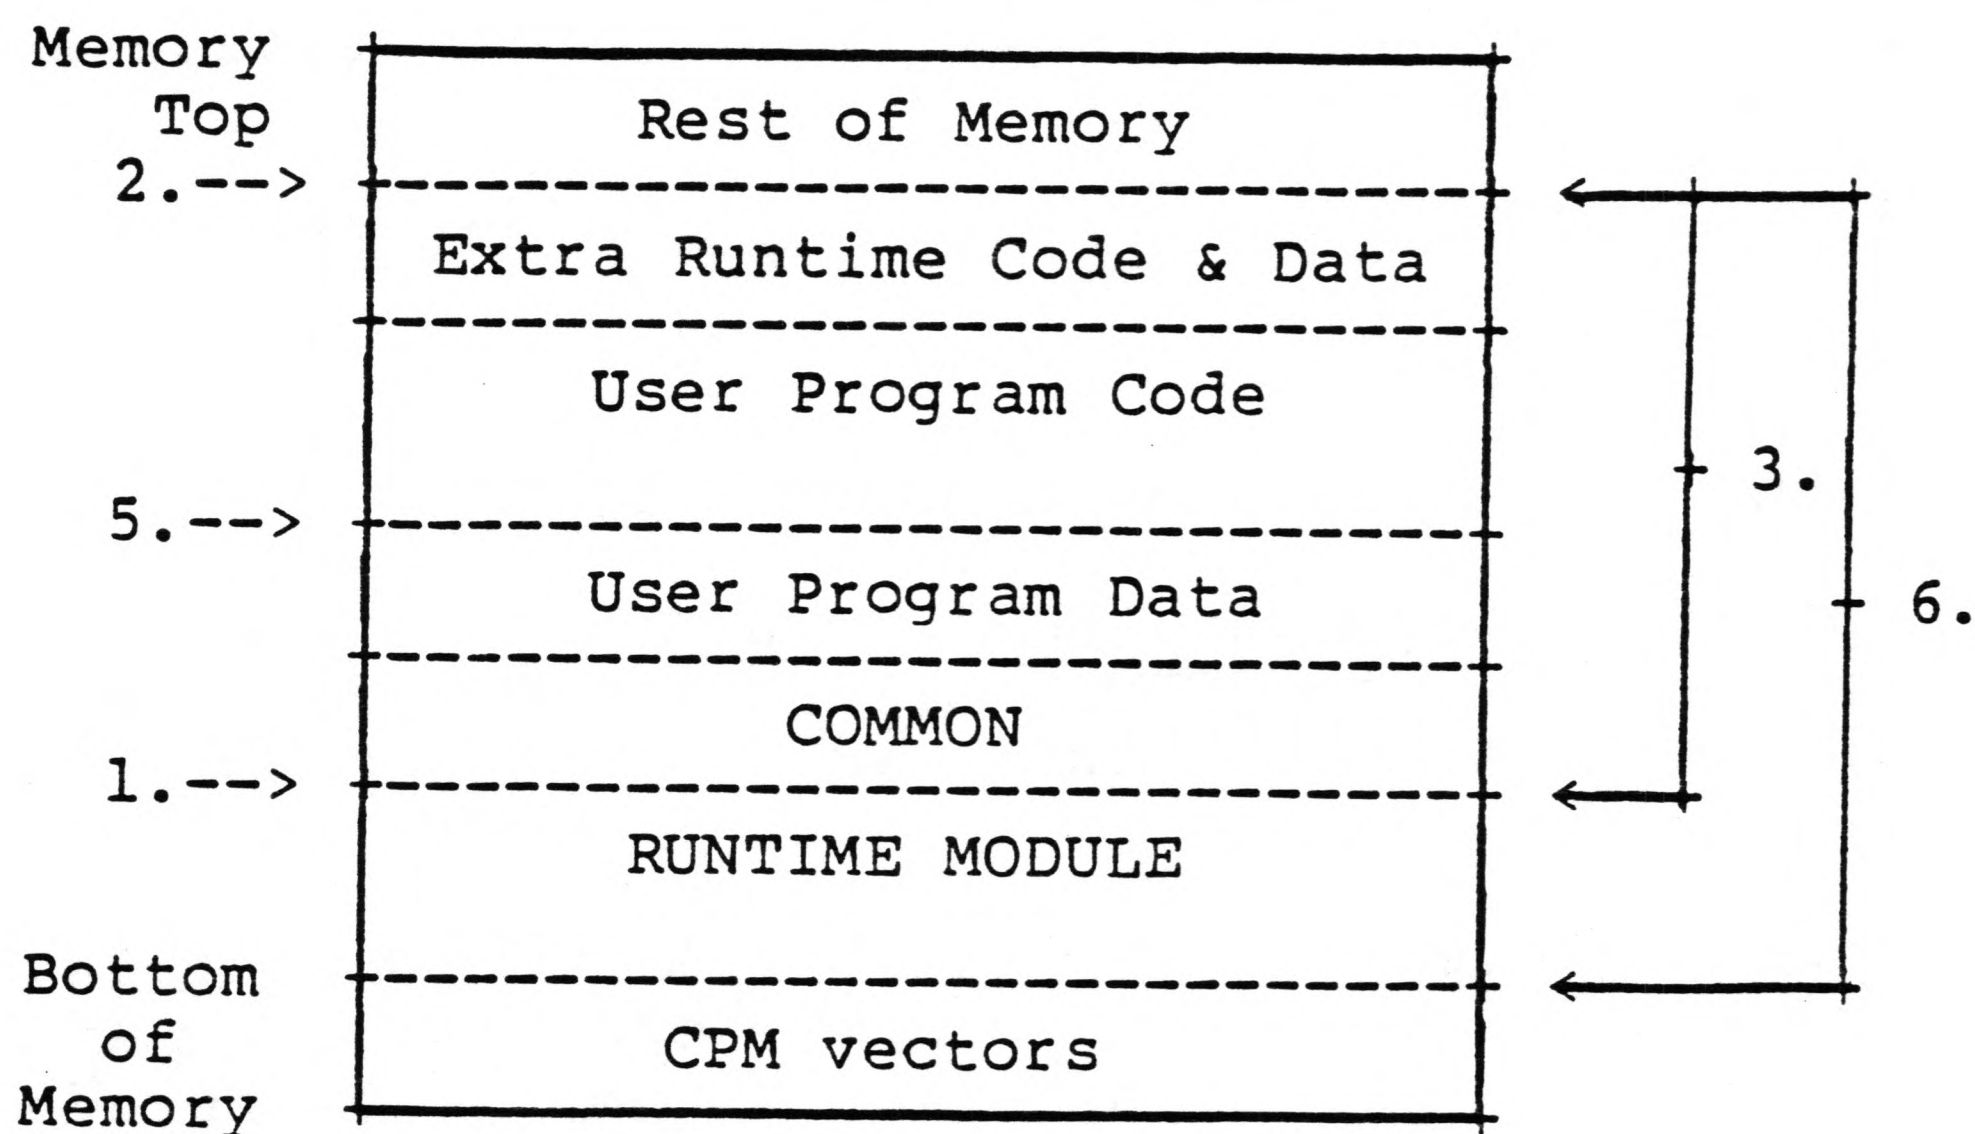 Memory
Top
Rest of Memory
2.-->
Extra Runtime Code & Data
User Program Code
3.
5.-->
User Program Data
6.
COMMON
1.-->
RUNTIME MODULE
Bottom
of
Memory
CPM vectors